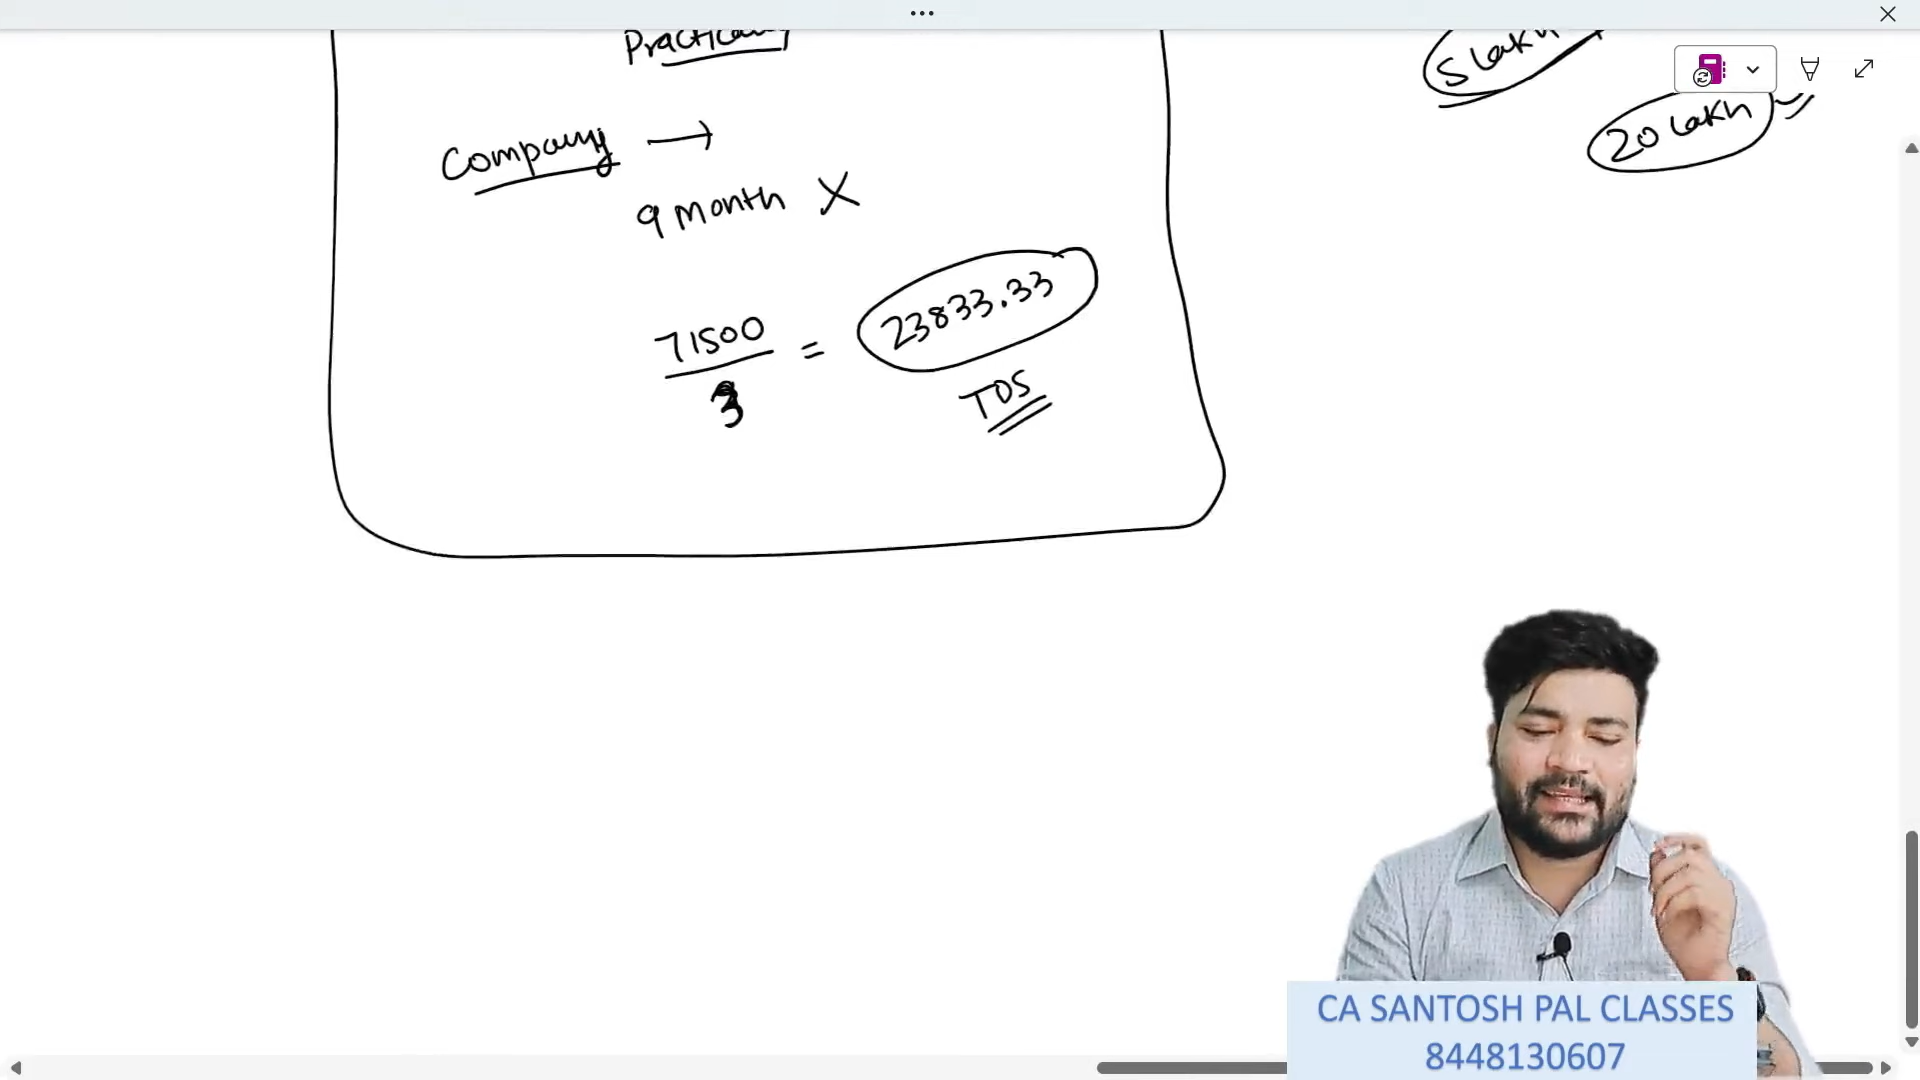 5 Lakh
20 Lakh
Company →
9 month X
71500
3
= 23833.33
TDS
CA SANTOSH PAL CLASSES
8448130607